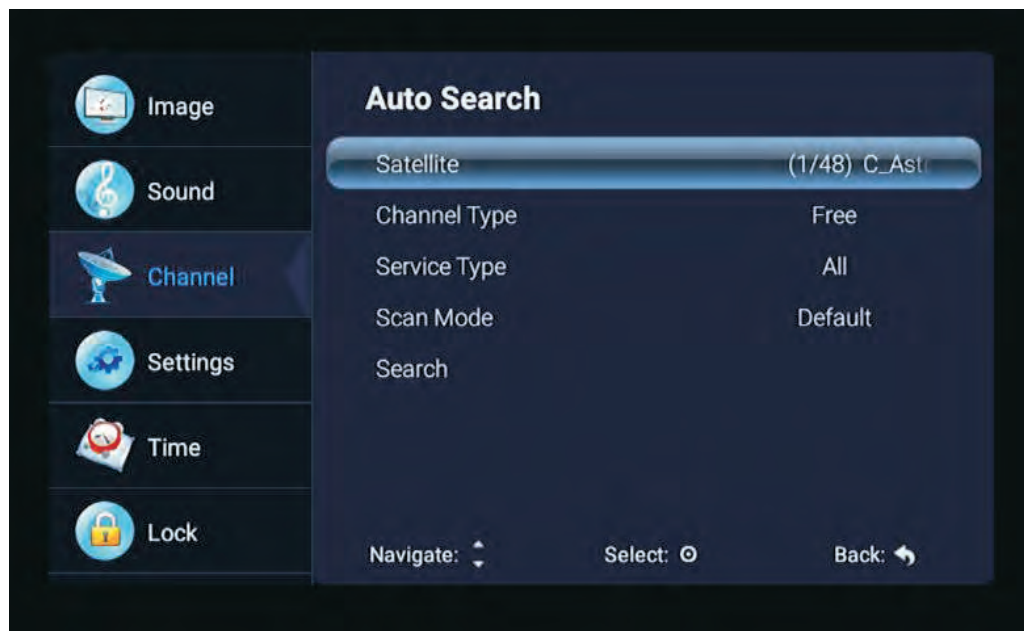 Image
Sound
Channel
Settings
Time
Lock
Auto Search
Satellite (1/48) C_Ast
Channel Type Free
Service Type All
Scan Mode Default
Search
Navigate: Select: Back: